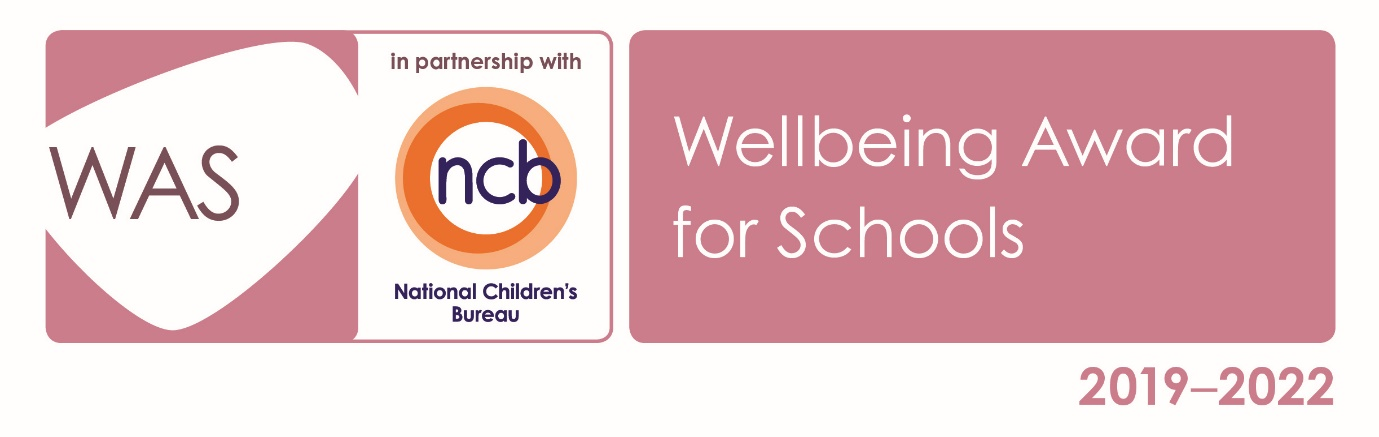 WAS
in partnership with
ncb
National Children's
Bureau
Wellbeing Award
for Schools
2019–2022